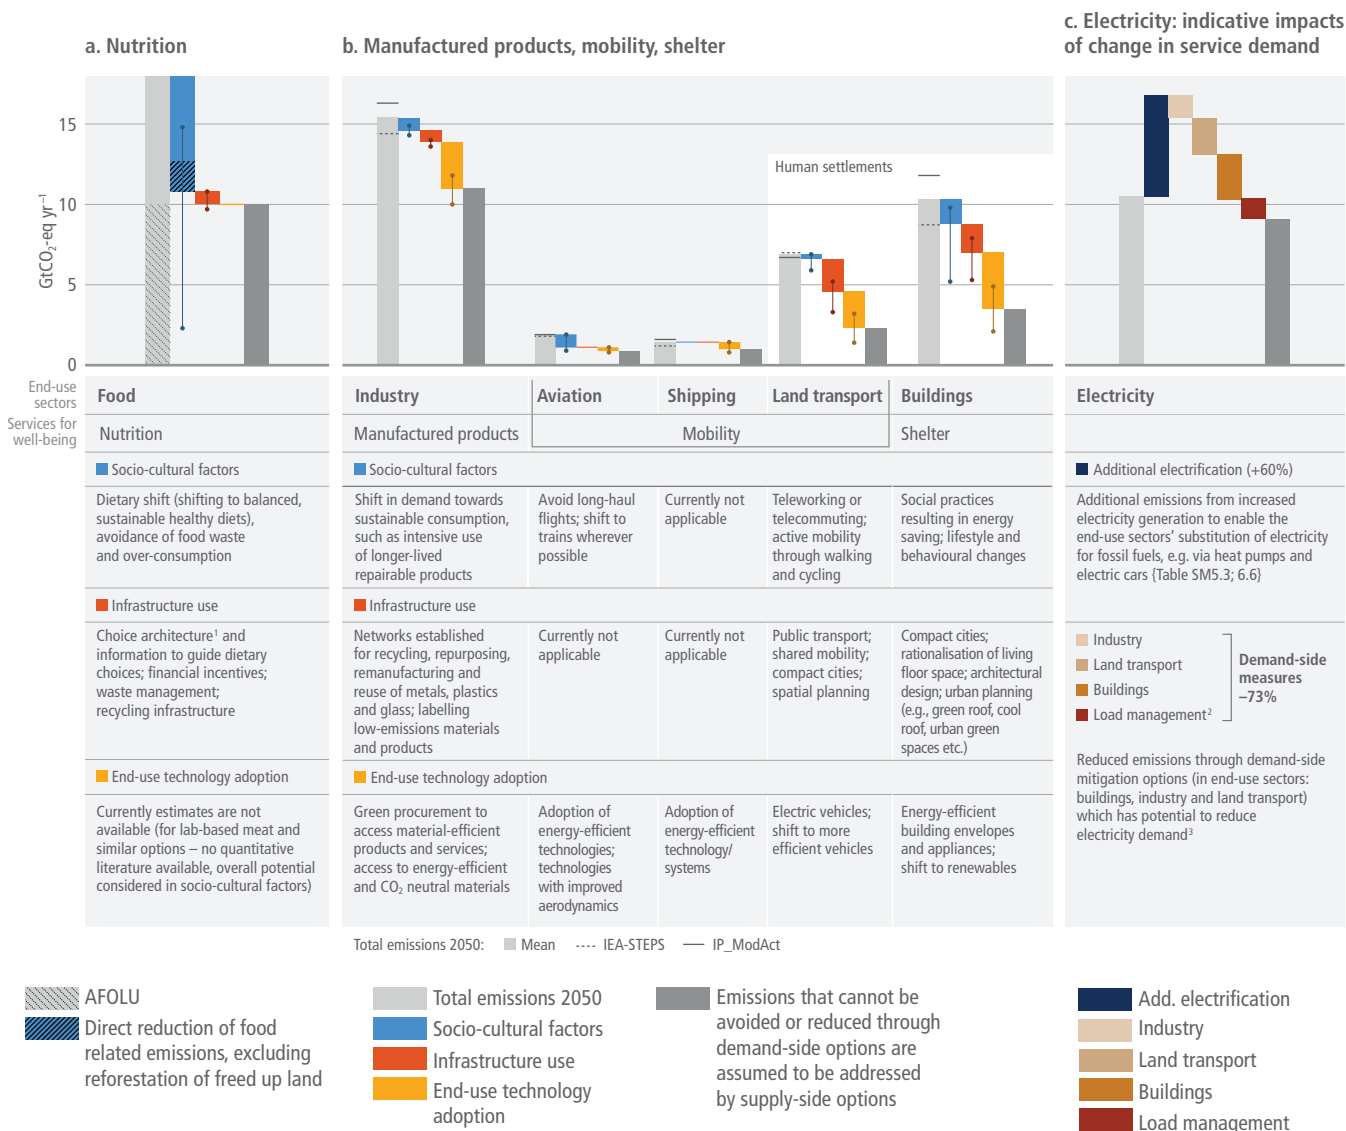 a. Nutrition
b. Manufactured products, mobility, shelter
c. Electricity: indicative impacts
of change in service demand
GtCO₂-eq yr⁻¹
15
10
5
0
Human settlements
End-use
sectors
Services for
well-being
Food
Nutrition
Socio-cultural factors
Dietary shift (shifting to balanced,
sustainable healthy diets),
avoidance of food waste
and over-consumption
Infrastructure use
Choice architecture¹ and
information to guide dietary
choices; financial incentives;
waste management;
recycling infrastructure
End-use technology adoption
Currently estimates are not
available (for lab-based meat and
similar options – no quantitative
literature available, overall potential
considered in socio-cultural factors)
Industry
Aviation
Shipping
Land transport
Buildings
Manufactured products
Mobility
Shelter
Socio-cultural factors
Shift in demand towards
sustainable consumption,
such as intensive use
of longer-lived
repairable products
Avoid long-haul
flights; shift to
trains wherever
possible
Currently not
applicable
Teleworking or
telecommuting;
active mobility
through walking
and cycling
Social practices
resulting in energy
saving; lifestyle and
behavioural changes
Infrastructure use
Networks established
for recycling, repurposing,
remanufacturing and
reuse of metals, plastics
and glass; labelling
low-emissions materials
and products
Currently not
applicable
Currently not
applicable
Public transport;
shared mobility;
compact cities;
spatial planning
Compact cities;
rationalisation of living
floor space; architectural
design; urban planning
(e.g., green roof, cool
roof, urban green
spaces etc.)
End-use technology adoption
Green procurement to
access material-efficient
products and services;
access to energy-efficient
and CO₂ neutral materials
Adoption of
energy-efficient
technologies;
technologies
with improved
aerodynamics
Adoption of
energy-efficient
technology/
systems
Electric vehicles;
shift to more
efficient vehicles
Energy-efficient
building envelopes
and appliances;
shift to renewables
Electricity
Additional electrification (+60%)
Additional emissions from increased
electricity generation to enable the
end-use sectors' substitution of electricity
for fossil fuels, e.g. via heat pumps and
electric cars {Table SM5.3; 6.6}
Industry
Land transport
Buildings
Load management²
Demand-side
measures
–73%
Reduced emissions through demand-side
mitigation options (in end-use sectors:
buildings, industry and land transport)
which has potential to reduce
electricity demand³
Total emissions 2050: Mean IEA-STEPS IP_ModAct
AFOLU
Direct reduction of food
related emissions, excluding
reforestation of freed up land
Total emissions 2050
Socio-cultural factors
Infrastructure use
End-use technology
adoption
Emissions that cannot be
avoided or reduced through
demand-side options are
assumed to be addressed
by supply-side options
Add. electrification
Industry
Land transport
Buildings
Load management